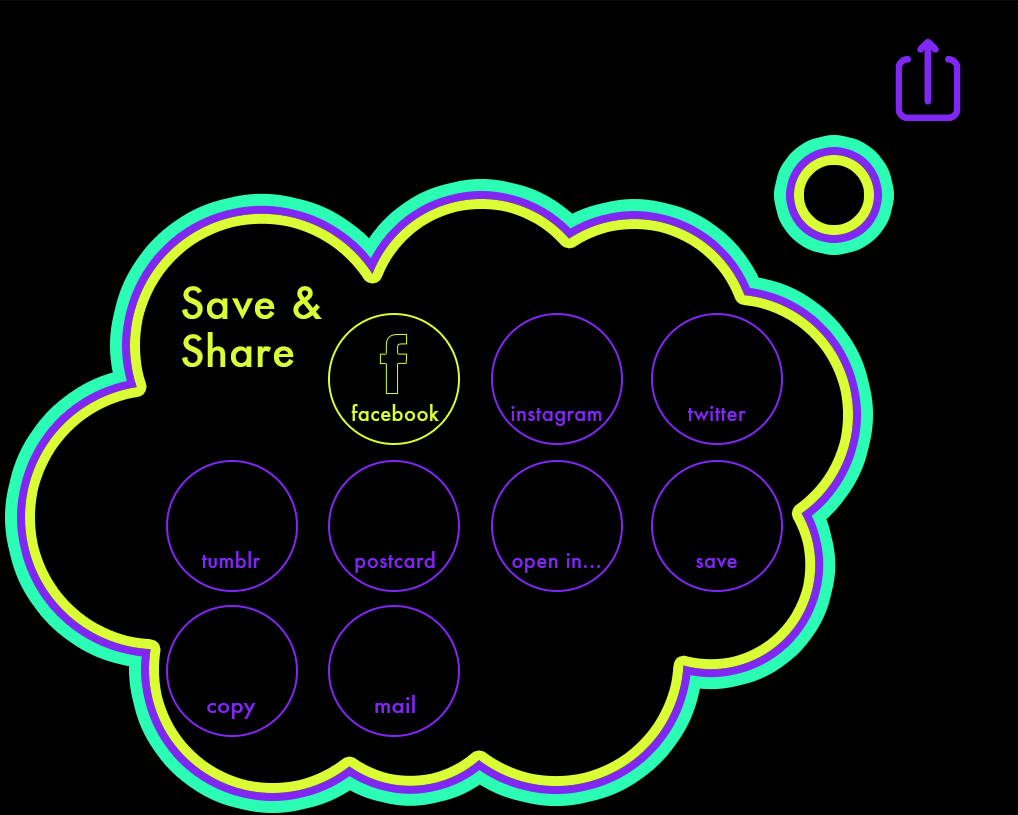 Save &
Share
facebook
instagram
twitter
tumblr
postcard
open in...
save
copy
mail